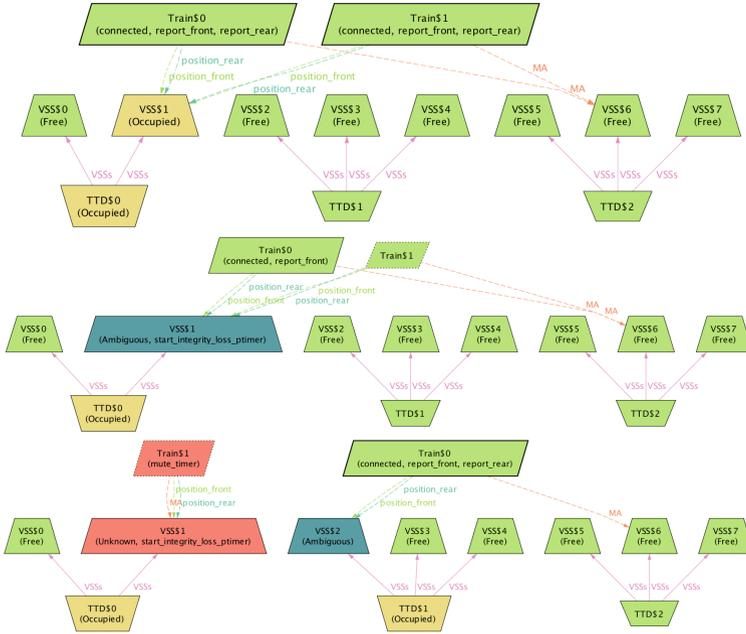 Train$0
(connected, report_front, report_rear)
Train$1
(connected, report_front, report_rear)
position_rear
position_front
position_front
position_rear
MA
MA
VSS$0
(Free)
VSS$1
(Occupied)
VSS$2
(Free)
VSS$3
(Free)
VSS$4
(Free)
VSS$5
(Free)
VSS$6
(Free)
VSS$7
(Free)
VSSs
VSSs
VSSs
VSSs
VSSs
VSSs
VSSs
VSSs
TTD$0
(Occupied)
TTD$1
TTD$2
Train$0
(connected, report_front)
Train$1
position_rear
position_front
position_front
position_rear
MA
MA
VSS$0
(Free)
VSS$1
(Ambiguous, start_integrity_loss_ptimer)
VSS$2
(Free)
VSS$3
(Free)
VSS$4
(Free)
VSS$5
(Free)
VSS$6
(Free)
VSS$7
(Free)
VSSs
VSSs
VSSs
VSSs
VSSs
VSSs
VSSs
VSSs
TTD$0
(Occupied)
TTD$1
TTD$2
Train$1
(mute_timer)
Train$0
(connected, report_front, report_rear)
position_front
MA
position_rear
position_rear
position_front
MA
VSS$0
(Free)
VSS$1
(Unknown, start_integrity_loss_ptimer)
VSS$2
(Ambiguous)
VSS$3
(Free)
VSS$4
(Free)
VSS$5
(Free)
VSS$6
(Free)
VSS$7
(Free)
VSSs
VSSs
VSSs
VSSs
VSSs
VSSs
VSSs
VSSs
TTD$0
(Occupied)
TTD$1
(Occupied)
TTD$2